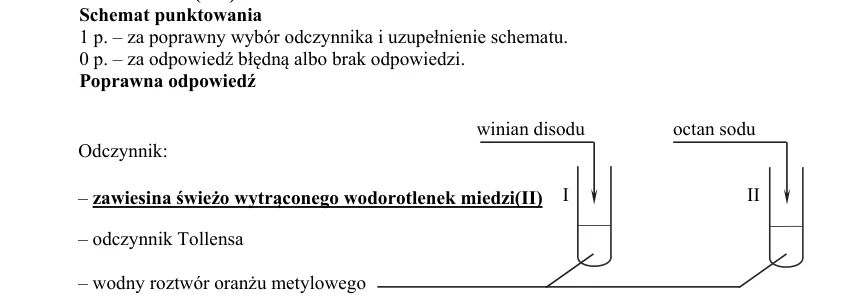 Schemat punktowania
1 p. – za poprawny wybór odczynnika i uzupełnienie schematu.
0 p. – za odpowiedź błędną albo brak odpowiedzi.
Poprawna odpowiedź
winian disodu octan sodu
Odczynnik:
– zawiesina świeżo wytrąconego wodorotlenek miedzi(II) I II
– odczynnik Tollensa
– wodny roztwór oranżu metylowego